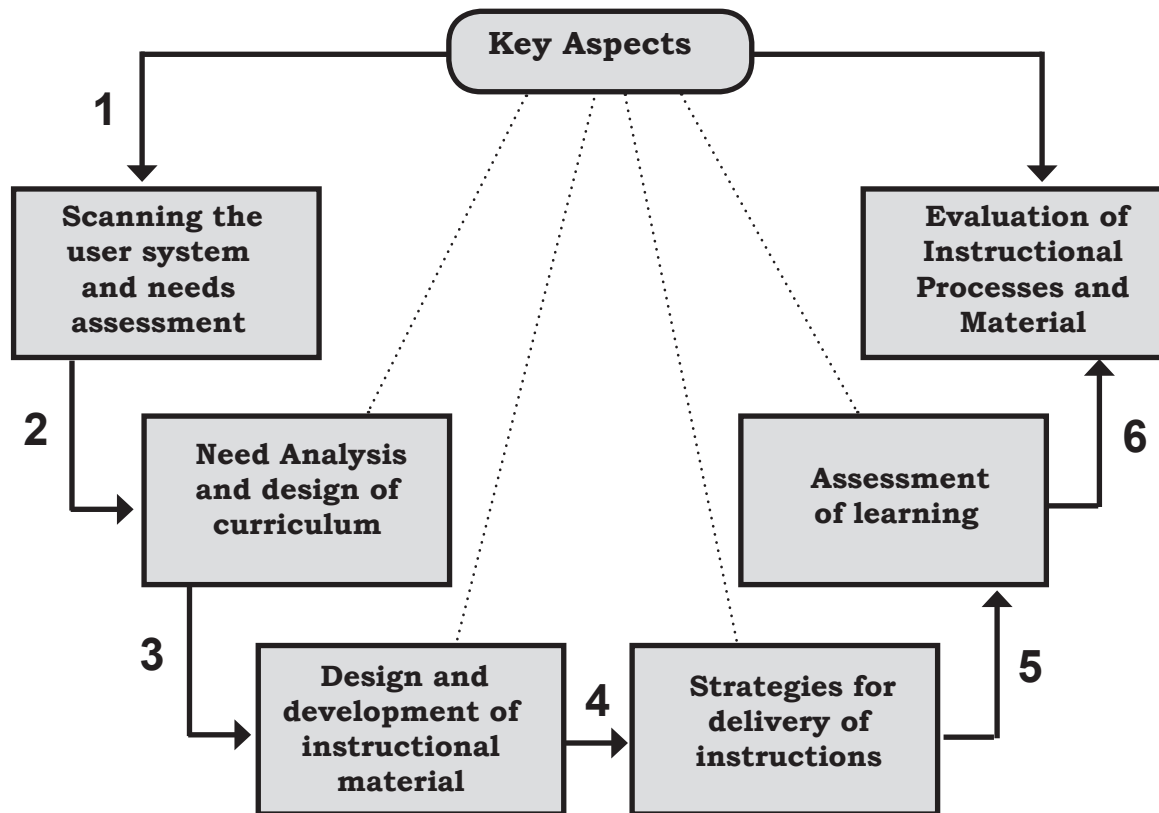 Key Aspects
1
Scanning the
user system
and needs
assessment
Evaluation of
Instructional
Processes and
Material
2
Need Analysis
and design of
curriculum
Assessment
of learning
6
3
Design and
development of
instructional
material
4
Strategies for
delivery of
instructions
5